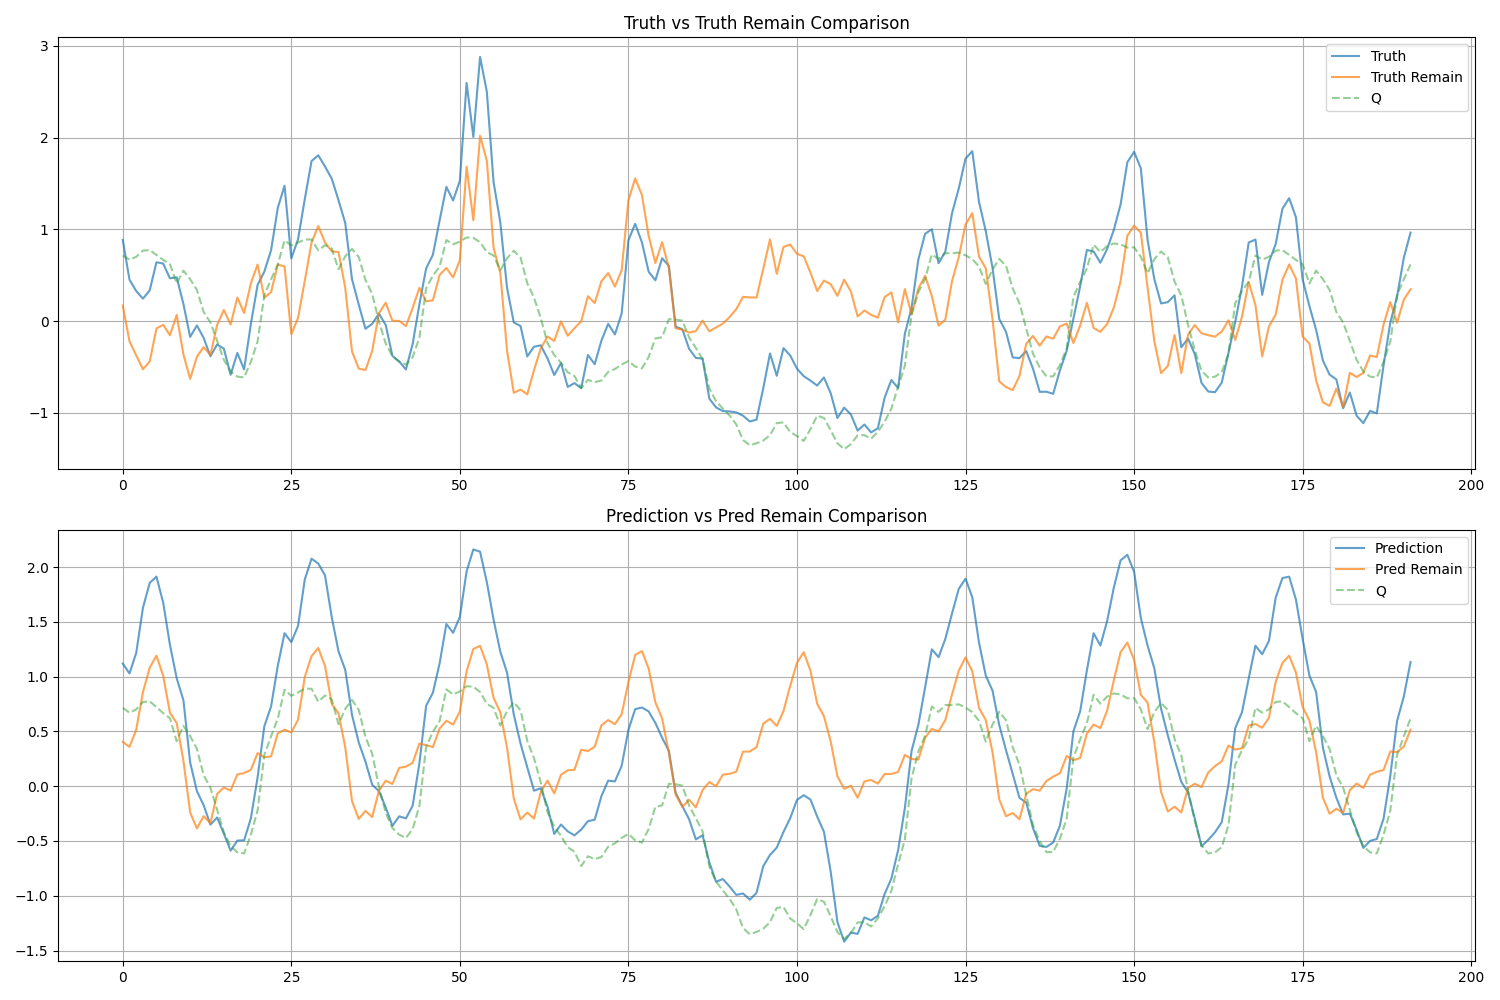 Truth vs Truth Remain Comparison
3
2
1
0
−1
Truth
Truth Remain
Q
0 25 50 75 100 125 150 175 200
Prediction vs Pred Remain Comparison
2.0
1.5
1.0
0.5
0.0
−0.5
−1.0
−1.5
Prediction
Pred Remain
Q
0 25 50 75 100 125 150 175 200